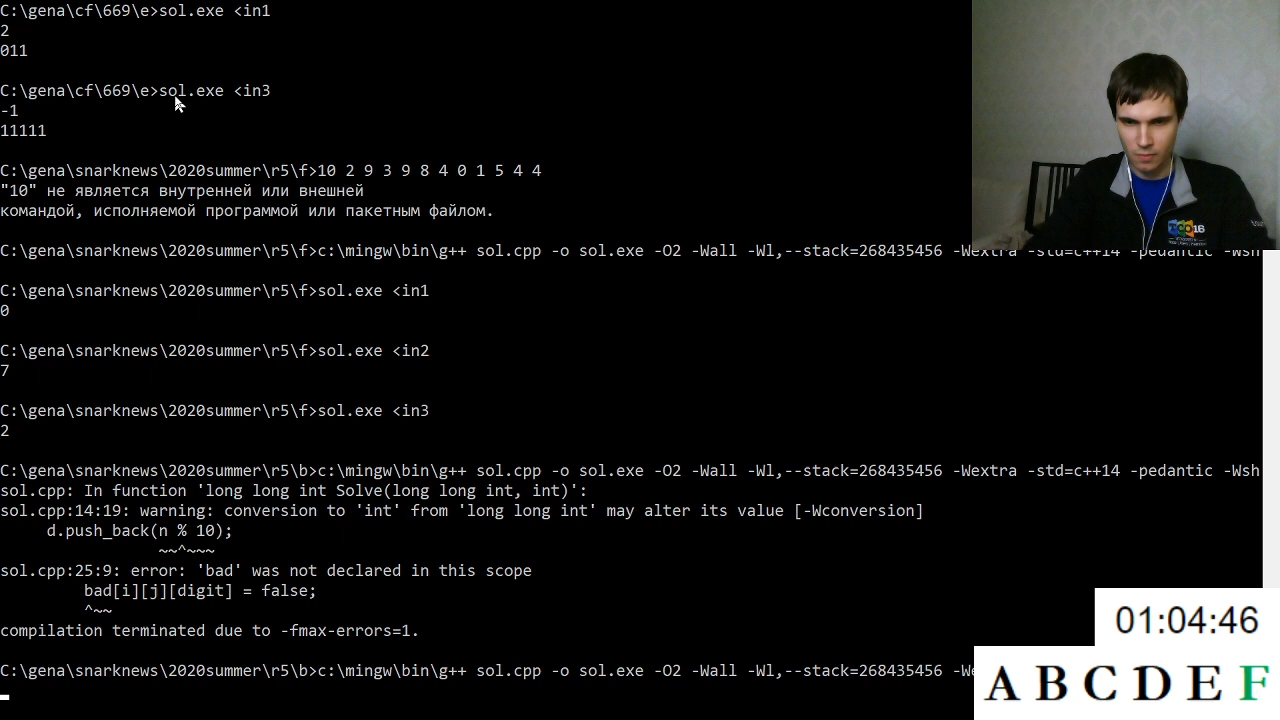 C:\gena\cf\669\e>sol.exe <in1
2
011
C:\gena\cf\669\e>sol.exe <in3
-1
11111
C:\gena\snarknews\2020summer\r5\f>10 2 9 3 9 8 4 0 1 5 4 4
"10" не является внутренней или внешней
командой, исполняемой программой или пакетным файлом.
C:\gena\snarknews\2020summer\r5\f>c:\mingw\bin\g++ sol.cpp -o sol.exe -O2 -Wall -Wl,--stack=268435456 -Wextra -std=c++14 -pedantic -Wsh
C:\gena\snarknews\2020summer\r5\f>sol.exe <in1
0
C:\gena\snarknews\2020summer\r5\f>sol.exe <in2
7
C:\gena\snarknews\2020summer\r5\f>sol.exe <in3
2
C:\gena\snarknews\2020summer\r5\b>c:\mingw\bin\g++ sol.cpp -o sol.exe -O2 -Wall -Wl,--stack=268435456 -Wextra -std=c++14 -pedantic -Wsh
sol.cpp: In function 'long long int Solve(long long int, int)':
sol.cpp:14:19: warning: conversion to 'int' from 'long long int' may alter its value [-Wconversion]
d.push_back(n % 10);
~~^~~~
sol.cpp:25:9: error: 'bad' was not declared in this scope
bad[i][j][digit] = false;
^~~
compilation terminated due to -fmax-errors=1.
C:\gena\snarknews\2020summer\r5\b>c:\mingw\bin\g++ sol.cpp -o sol.exe -O2 -Wall -Wl,--stack=268435456
01:04:46
A B C D E F